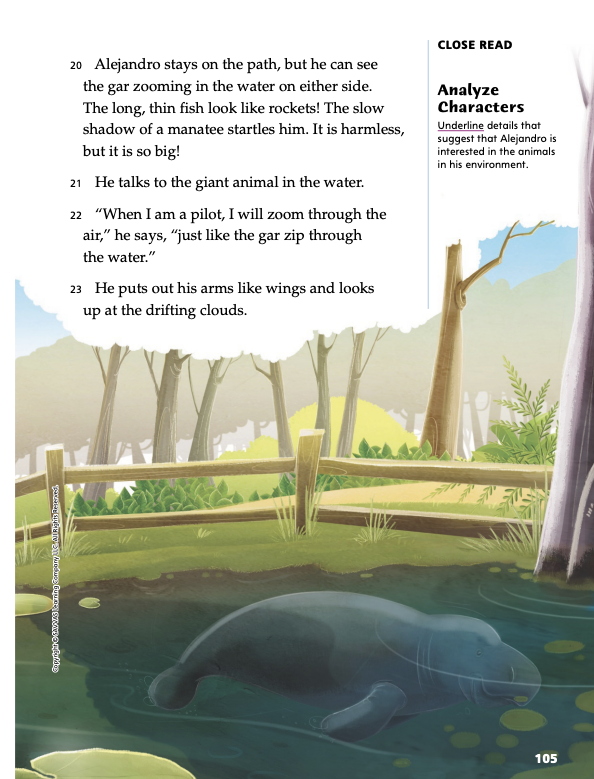 20 Alejandro stays on the path, but he can see
the gar zooming in the water on either side.
The long, thin fish look like rockets! The slow
shadow of a manatee startles him. It is harmless,
but it is so big!
21 He talks to the giant animal in the water.
22 “When I am a pilot, I will zoom through the
air,” he says, “just like the gar zip through
the water.”
23 He puts out his arms like wings and looks
up at the drifting clouds.
CLOSE READ
Analyze
Characters
Underline details that
suggest that Alejandro is
interested in the animals
in his environment.
Copyright © SAVVAS Learning Company LLC. All Rights Reserved.
105